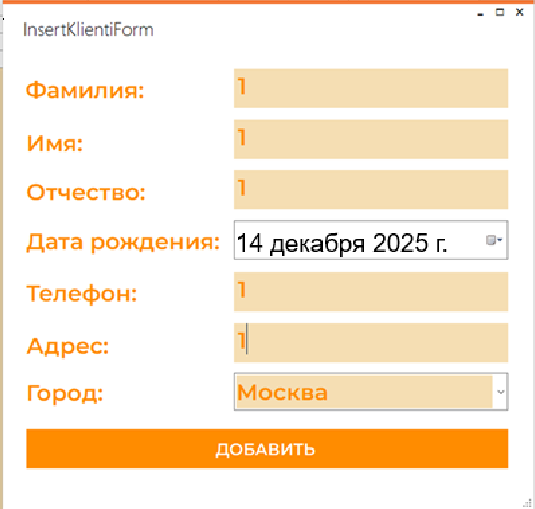 InsertKlientiForm
Фамилия: 1
Имя: 1
Отчество: 1
Дата рождения: 14 декабря 2025 г.
Телефон: 1
Адрес: 1
Город: Москва
ДОБАВИТЬ